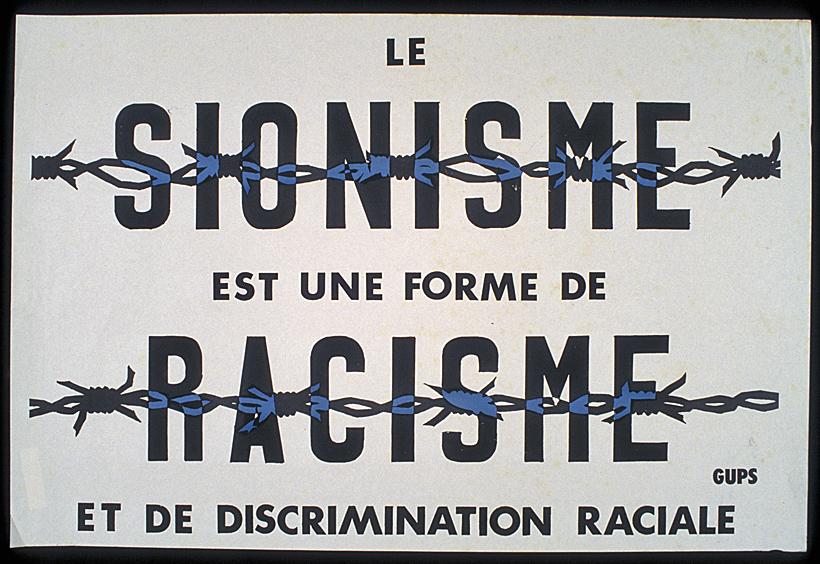 LE
SIONISME
EST UNE FORME DE
RACISME
GUPS
ET DE DISCRIMINATION RACIALE